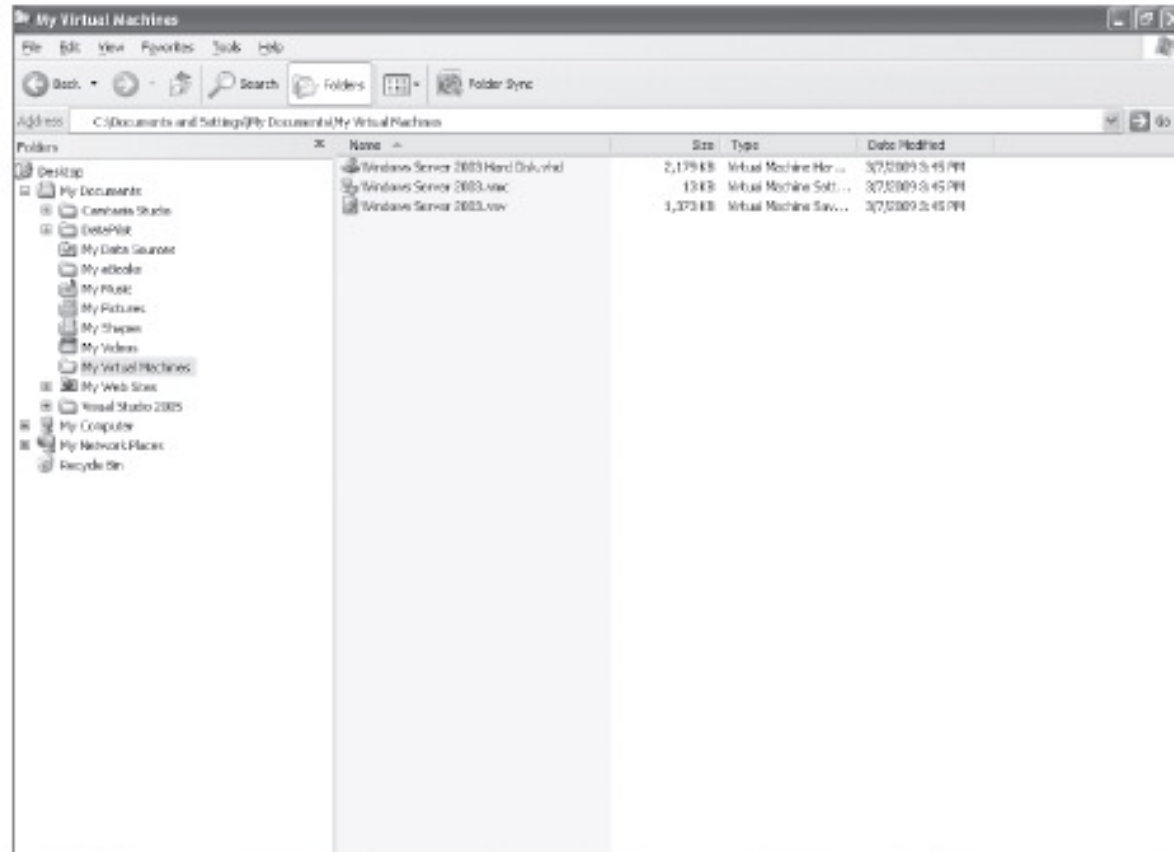 My Virtual Machines
File Edit View Favorites Tools Help
Back Search Folders Folder Sync
Address C:\Documents and Settings\My Documents\My Virtual Machines Go
Folders
Name Size Type Date Modified
Desktop
My Documents
Camtasia Studio
DataPilot
My Data Sources
My eBooks
My Music
My Pictures
My Shapes
My Videos
My Virtual Machines
My Web Sites
Visual Studio 2005
My Computer
My Network Places
Recycle Bin
Windows Server 2003 Hard Disk.vhd 2,179 KB Virtual Machine Har... 3/7/2009 3:45 PM
Windows Server 2003.vmc 13 KB Virtual Machine Sett... 3/7/2009 3:45 PM
Windows Server 2003.vsv 1,373 KB Virtual Machine Sav... 3/7/2009 3:45 PM